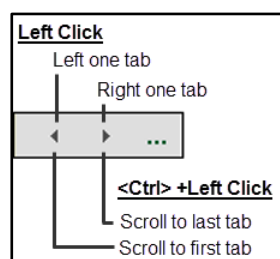 Left Click
Left one tab
Right one tab
...
<Ctrl> +Left Click
Scroll to last tab
Scroll to first tab